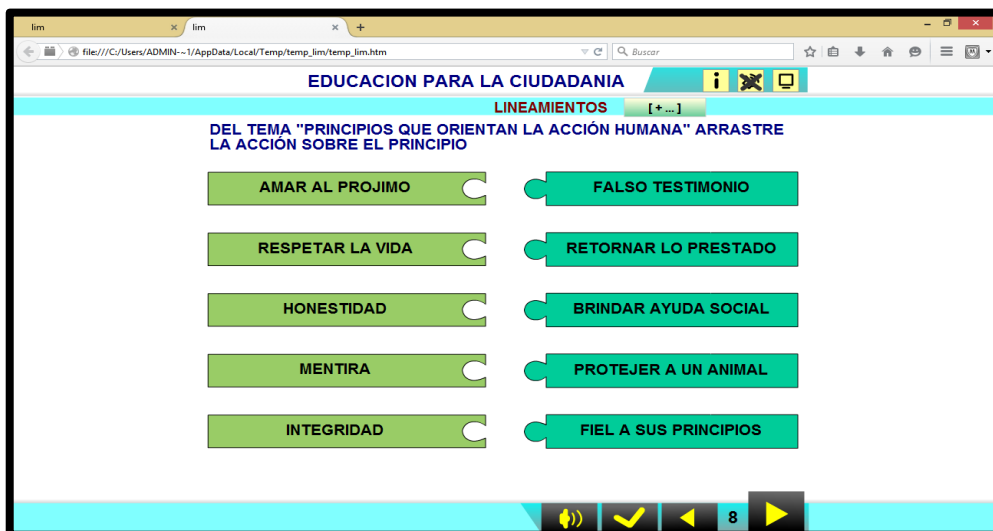 lim
lim
file:///C:/Users/ADMIN-~1/AppData/Local/Temp/temp_lim/temp_lim.htm
Buscar
EDUCACION PARA LA CIUDADANIA
i
LINEAMIENTOS [+...]
DEL TEMA "PRINCIPIOS QUE ORIENTAN LA ACCIÓN HUMANA" ARRASTRE
LA ACCIÓN SOBRE EL PRINCIPIO
AMAR AL PROJIMO
FALSO TESTIMONIO
RESPETAR LA VIDA
RETORNAR LO PRESTADO
HONESTIDAD
BRINDAR AYUDA SOCIAL
MENTIRA
PROTEJER A UN ANIMAL
INTEGRIDAD
FIEL A SUS PRINCIPIOS
8